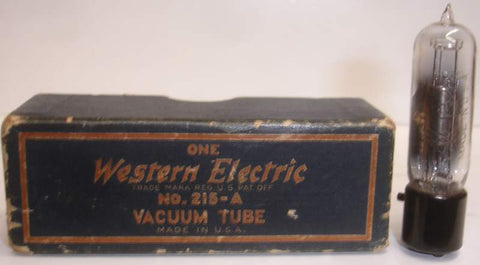 ONE
Western Electric
TRADE MARK REG. U.S. PAT. OFF
No. 215-A
VACUUM TUBE
MADE IN U.S.A.